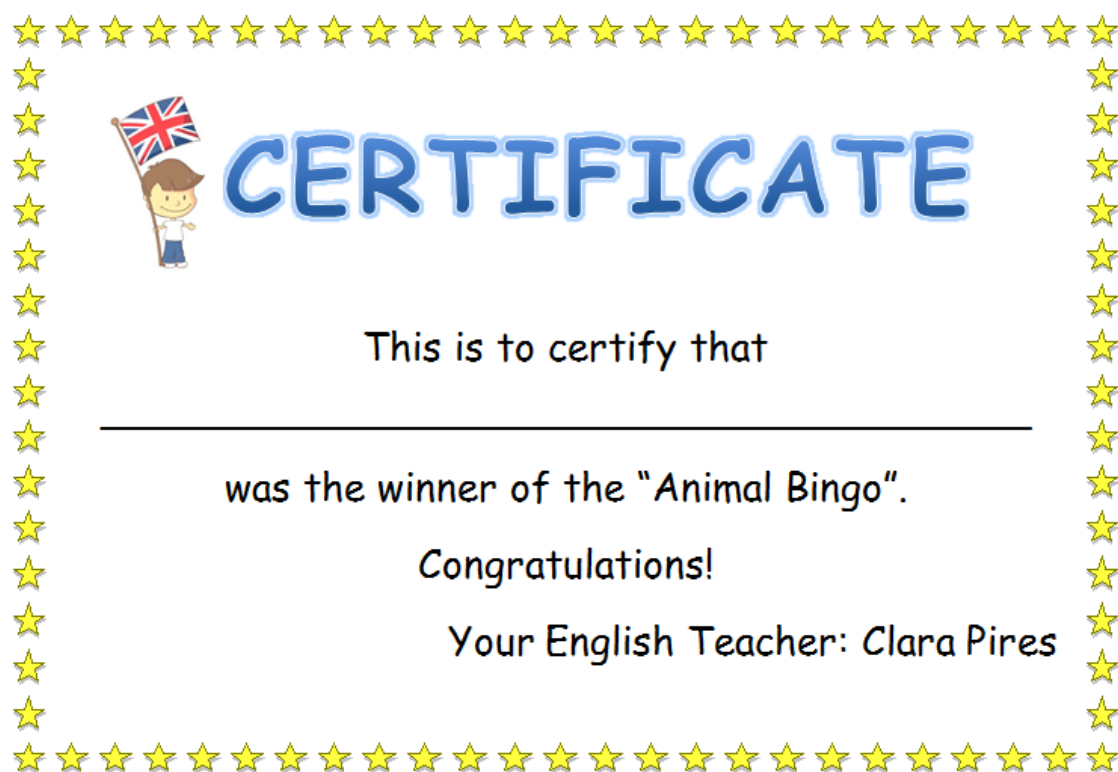 CERTIFICATE
This is to certify that
was the winner of the “Animal Bingo”.
Congratulations!
Your English Teacher: Clara Pires